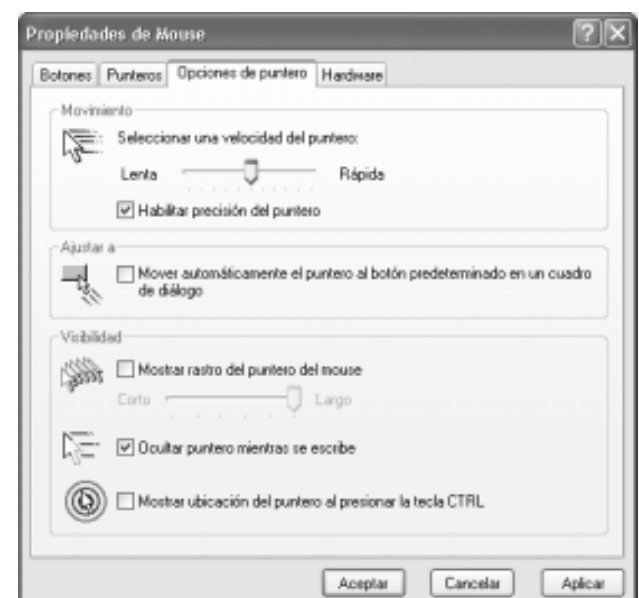 Propiedades de Mouse
Botones Punteros Opciones de puntero Hardware
Movimiento
Seleccionar una velocidad del puntero:
Lenta Rápida
Habilitar precisión del puntero
Ajustar a
Mover automáticamente el puntero al botón predeterminado en un cuadro
de diálogo
Visibilidad
Mostrar rastro del puntero del mouse
Corto Largo
Ocultar puntero mientras se escribe
Mostrar ubicación del puntero al presionar la tecla CTRL
Aceptar Cancelar Aplicar